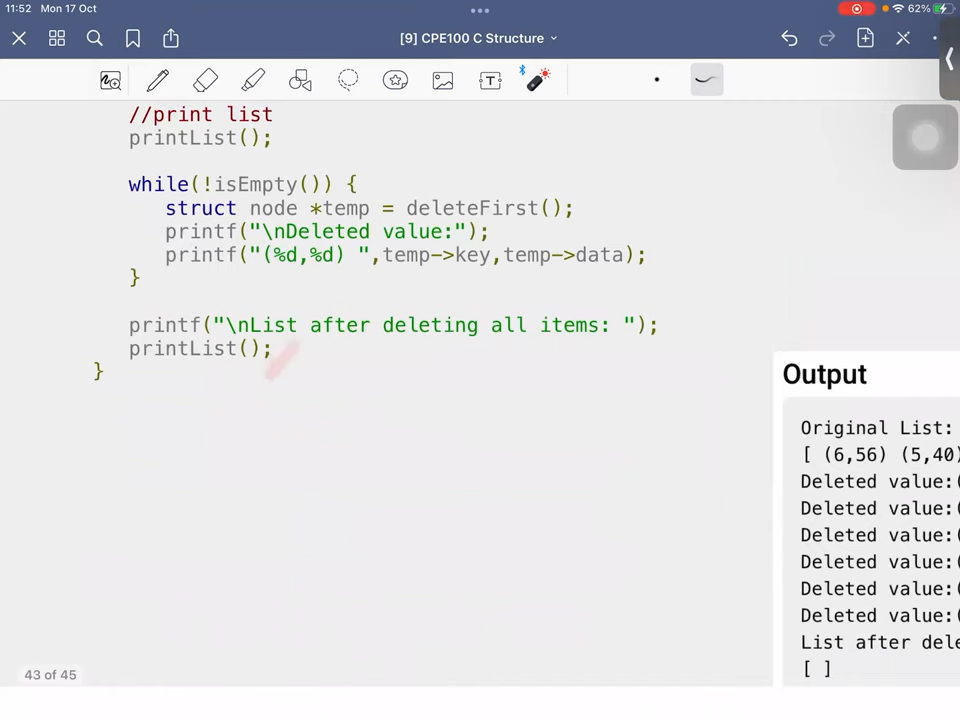 11:52 Mon 17 Oct
62%
[9] CPE100 C Structure
T
//print list
printList();
while(!isEmpty()) {
struct node *temp = deleteFirst();
printf("\nDeleted value:");
printf("(%d,%d) ",temp->key,temp->data);
}
printf("\nList after deleting all items: ");
printList();
}
Output
Original List:
[ (6,56) (5,40)
Deleted value:(
Deleted value:(
Deleted value:(
Deleted value:(
Deleted value:(
Deleted value:(
List after dele
[ ]
43 of 45